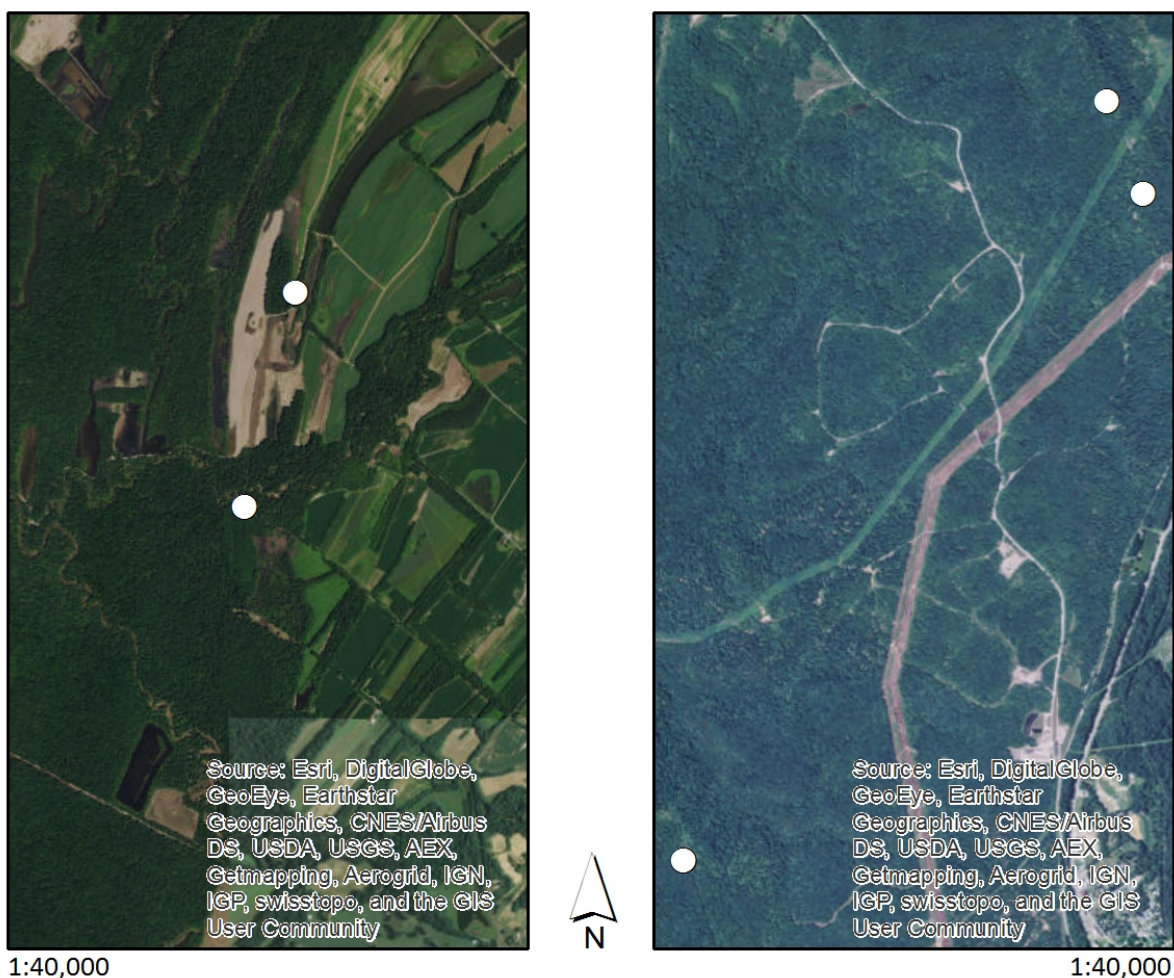 Source: Esri, DigitalGlobe,
GeoEye, Earthstar
Geographics, CNES/Airbus
DS, USDA, USGS, AEX,
Getmapping, Aerogrid, IGN,
IGP, swisstopo, and the GIS
User Community
1:40,000
N
Source: Esri, DigitalGlobe,
GeoEye, Earthstar
Geographics, CNES/Airbus
DS, USDA, USGS, AEX,
Getmapping, Aerogrid, IGN,
IGP, swisstopo, and the GIS
User Community
1:40,000